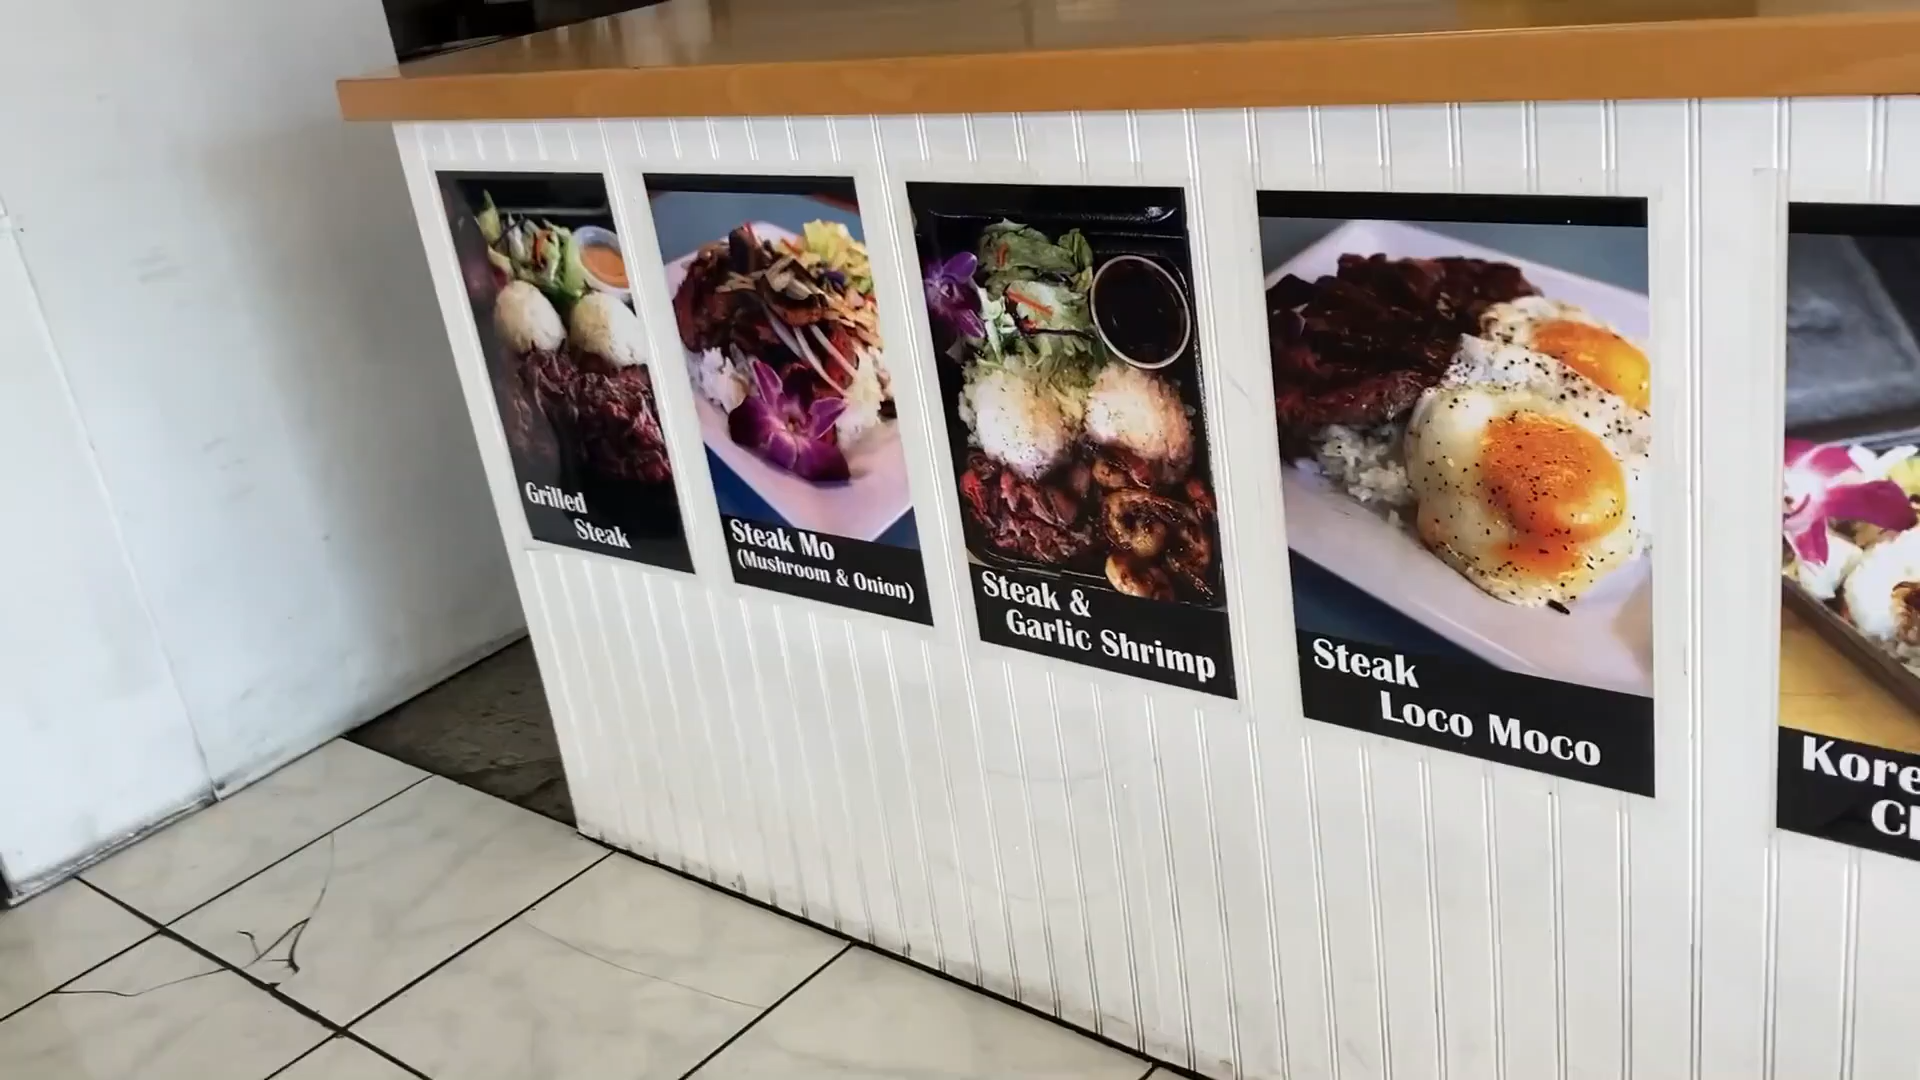 Grilled
Steak
Steak Mo
(Mushroom & Onion)
Steak &
Garlic Shrimp
Steak
Loco Moco